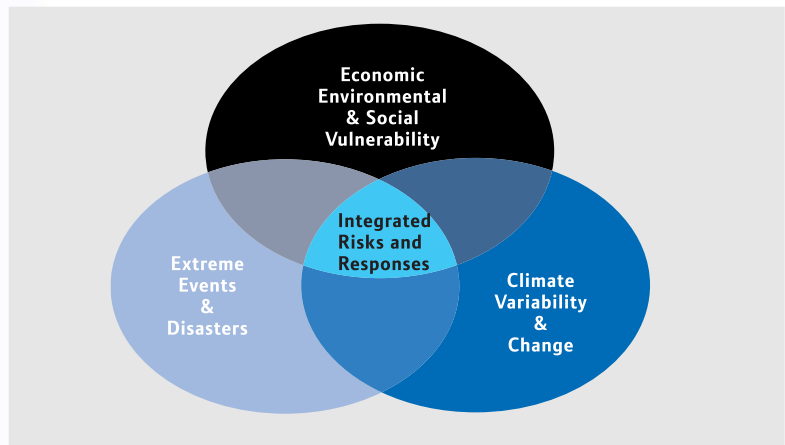 Economic
Environmental
& Social
Vulnerability
Integrated
Risks and
Responses
Extreme
Events
&
Disasters
Climate
Variability
&
Change